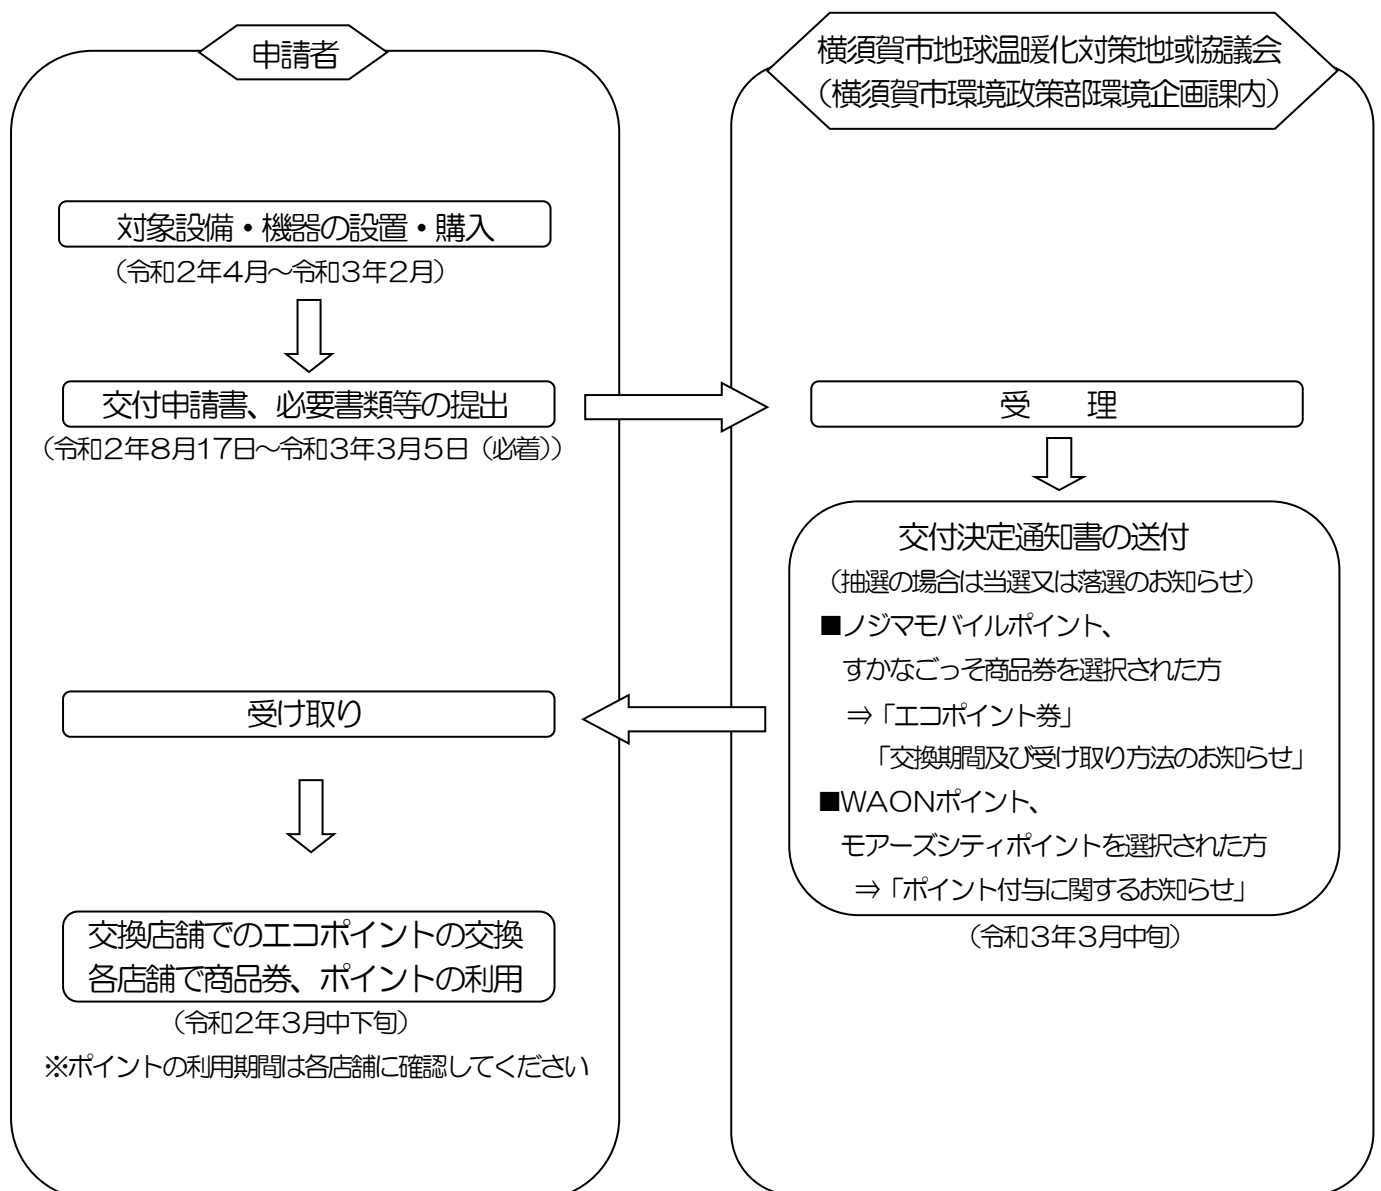 申請者
対象設備・機器の設置・購入
（令和２年４月～令和３年２月）
交付申請書、必要書類等の提出
（令和２年８月17日～令和３年３月５日（必着））
受け取り
交換店舗でのエコポイントの交換
各店舗で商品券、ポイントの利用
（令和２年３月中下旬）
※ポイントの利用期間は各店舗に確認してください
横須賀市地球温暖化対策地域協議会
（横須賀市環境政策部環境企画課内）
受　理
交付決定通知書の送付
（抽選の場合は当選又は落選のお知らせ）
■ノジマモバイルポイント、
すかなごっそ商品券を選択された方
⇒「エコポイント券」
「交換期間及び受け取り方法のお知らせ」
■WAONポイント、
モアーズシティポイントを選択された方
⇒「ポイント付与に関するお知らせ」
（令和３年３月中旬）